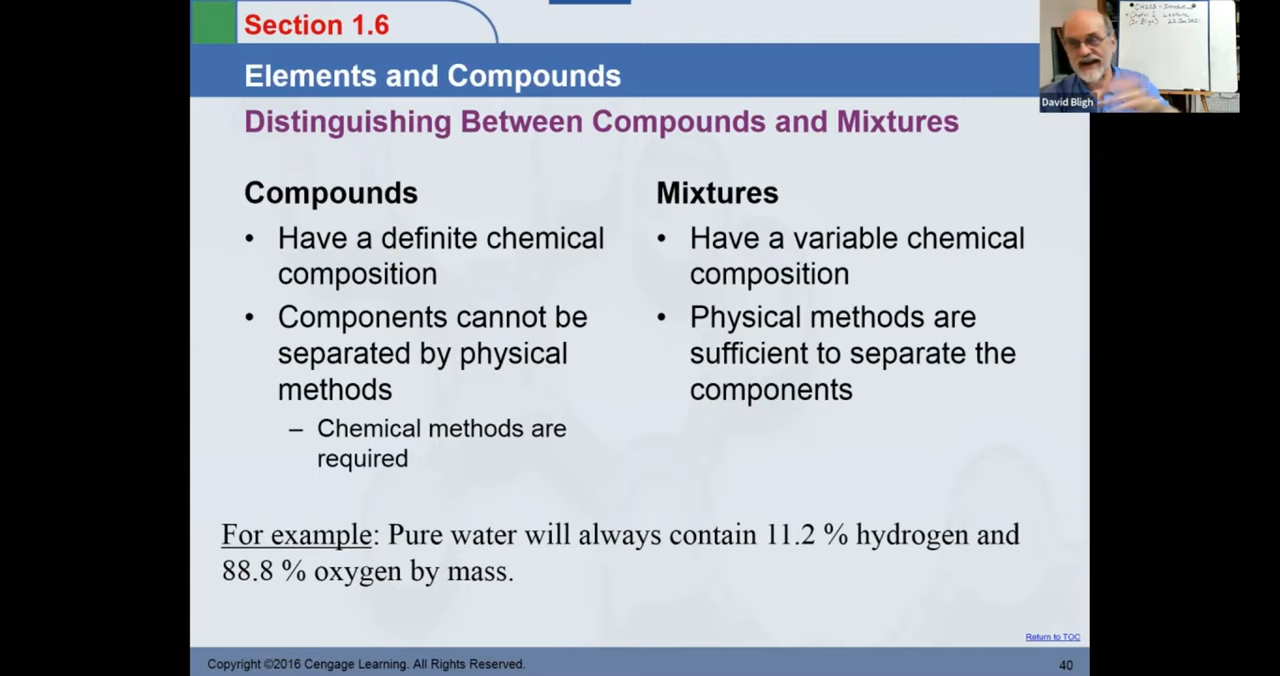 Section 1.6
Elements and Compounds
Distinguishing Between Compounds and Mixtures
Compounds
• Have a definite chemical
composition
• Components cannot be
separated by physical
methods
– Chemical methods are
required
Mixtures
• Have a variable chemical
composition
• Physical methods are
sufficient to separate the
components
For example: Pure water will always contain 11.2 % hydrogen and
88.8 % oxygen by mass.
Return to TOC
Copyright ©2016 Cengage Learning. All Rights Reserved.
40
David Bligh